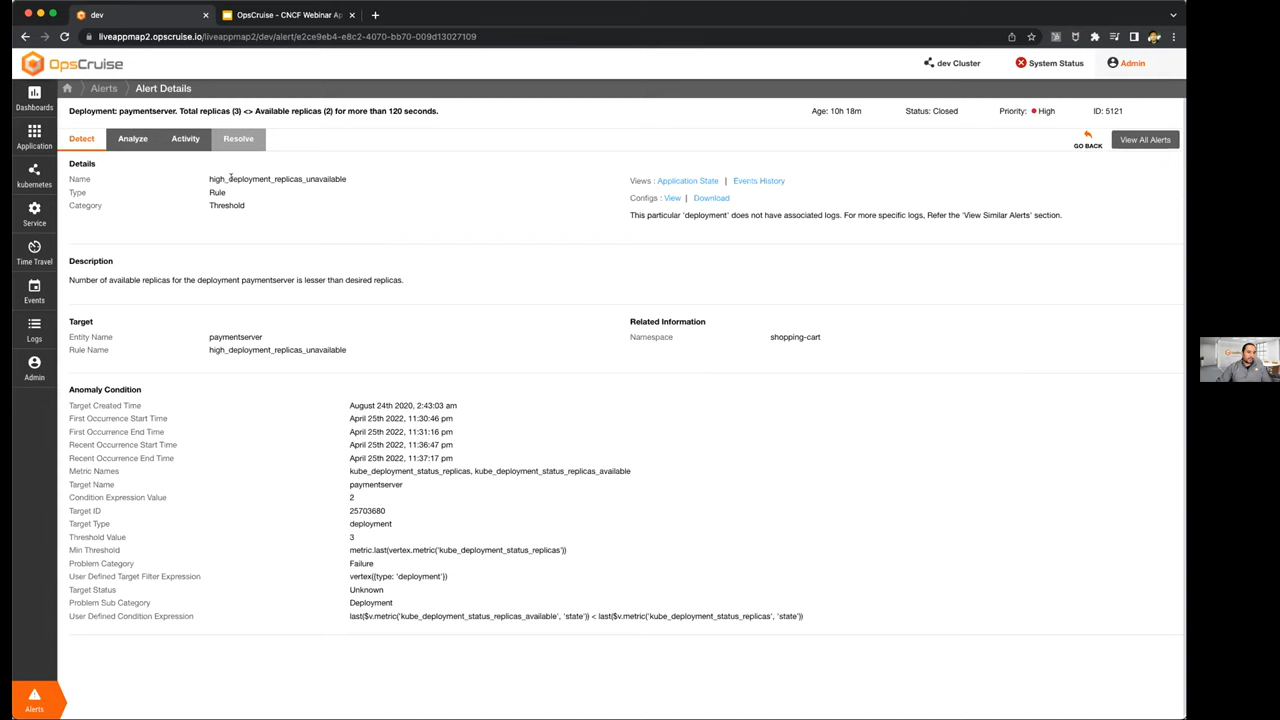 dev
OpsCruise - CNCF Webinar Ap
liveappmap2.opscruise.io/liveappmap2/dev/alert/e2ce9eb4-e8c2-4070-bb70-009d13027109
OpsCruise
dev Cluster
System Status
Admin
Alerts
Alert Details
Deployment: paymentserver. Total replicas (3) <> Available replicas (2) for more than 120 seconds.
Age: 10h 18m
Status: Closed
Priority: High
ID: 5121
Detect
Analyze
Activity
Resolve
GO BACK
View All Alerts
Dashboards
Application
kubernetes
Service
Time Travel
Events
Logs
Admin
Alerts
Details
Name high_deployment_replicas_unavailable
Type Rule
Category Threshold
Views : Application State | Events History
Configs : View | Download
This particular 'deployment' does not have associated logs. For more specific logs, Refer the 'View Similar Alerts' section.
Description
Number of available replicas for the deployment paymentserver is lesser than desired replicas.
Target
Entity Name paymentserver
Rule Name high_deployment_replicas_unavailable
Related Information
Namespace shopping-cart
Anomaly Condition
Target Created Time August 24th 2020, 2:43:03 am
First Occurrence Start Time April 25th 2022, 11:30:46 pm
First Occurrence End Time April 25th 2022, 11:31:16 pm
Recent Occurrence Start Time April 25th 2022, 11:36:47 pm
Recent Occurrence End Time April 25th 2022, 11:37:17 pm
Metric Names kube_deployment_status_replicas, kube_deployment_status_replicas_available
Target Name paymentserver
Condition Expression Value 2
Target ID 25703680
Target Type deployment
Threshold Value 3
Min Threshold metric.last(vertex.metric('kube_deployment_status_replicas'))
Problem Category Failure
User Defined Target Filter Expression vertex({type: 'deployment'})
Target Status Unknown
Problem Sub Category Deployment
User Defined Condition Expression last($v.metric('kube_deployment_status_replicas_available', 'state')) < last($v.metric('kube_deployment_status_replicas', 'state'))